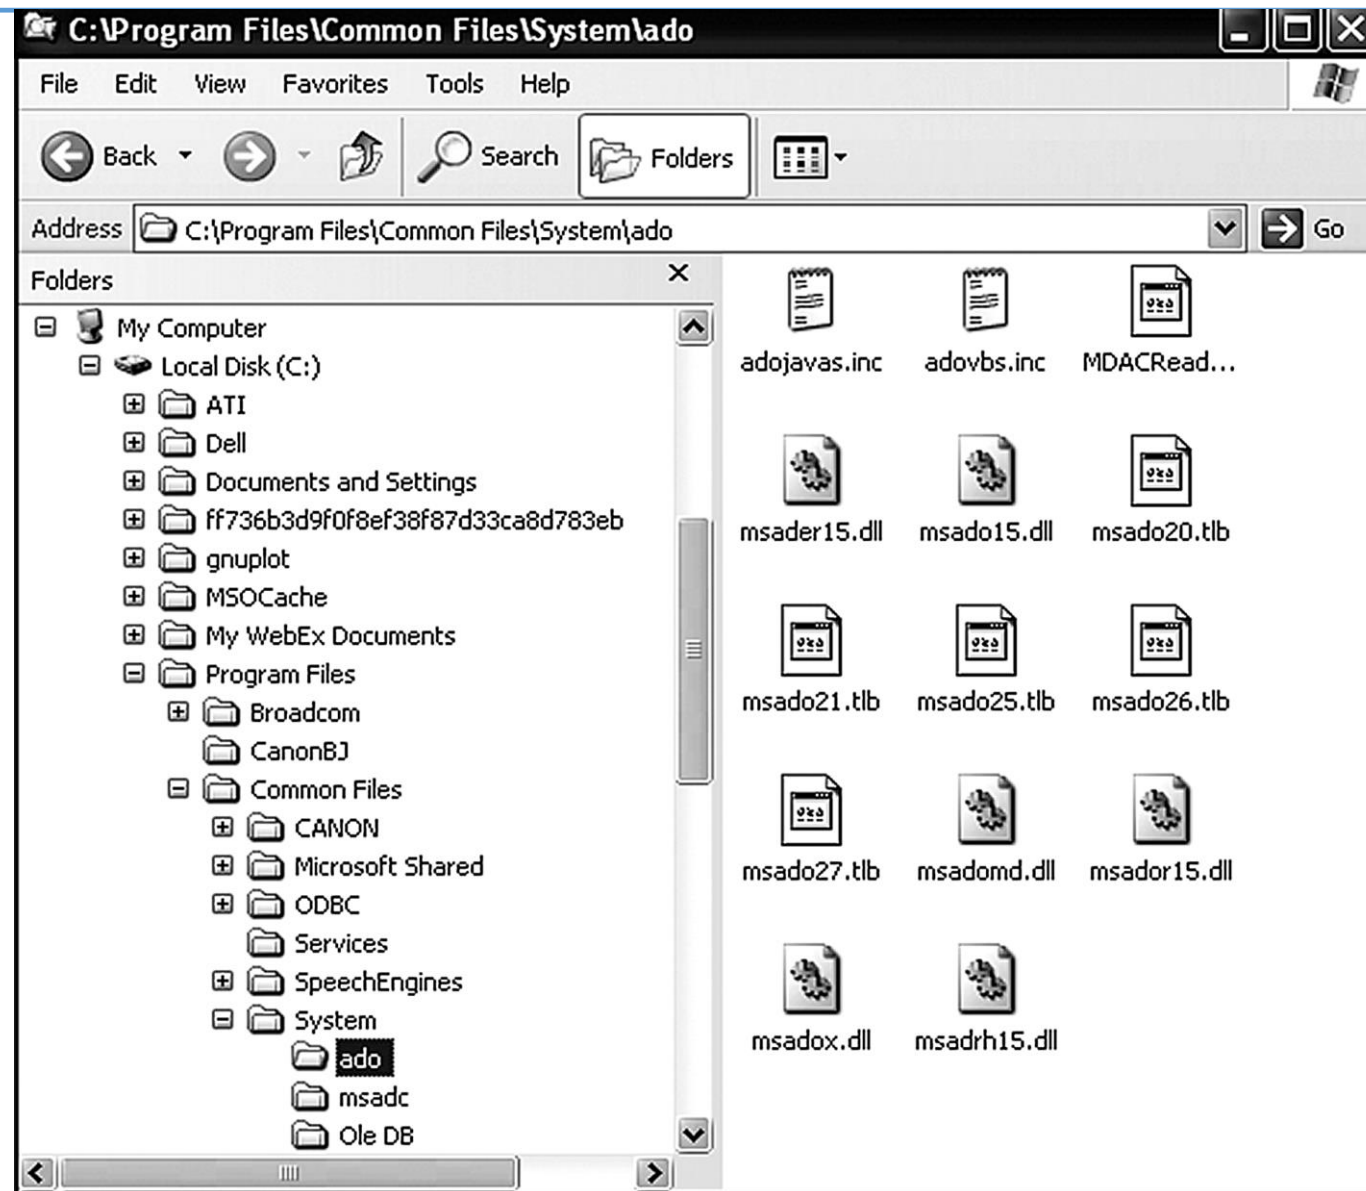 C:\Program Files\Common Files\System\ado
File Edit View Favorites Tools Help
Back Search Folders
Address C:\Program Files\Common Files\System\ado Go
Folders
My Computer
Local Disk (C:)
ATI
Dell
Documents and Settings
ff736b3d9f0f8ef38f87d33ca8d783eb
gnuplot
MSOCache
My WebEx Documents
Program Files
Broadcom
CanonBJ
Common Files
CANON
Microsoft Shared
ODBC
Services
SpeechEngines
System
ado
msadc
Ole DB
adojavas.inc adovbs.inc MDACRead...
msader15.dll msado15.dll msado20.tlb
msado21.tlb msado25.tlb msado26.tlb
msado27.tlb msadomd.dll msador15.dll
msadox.dll msadrh15.dll